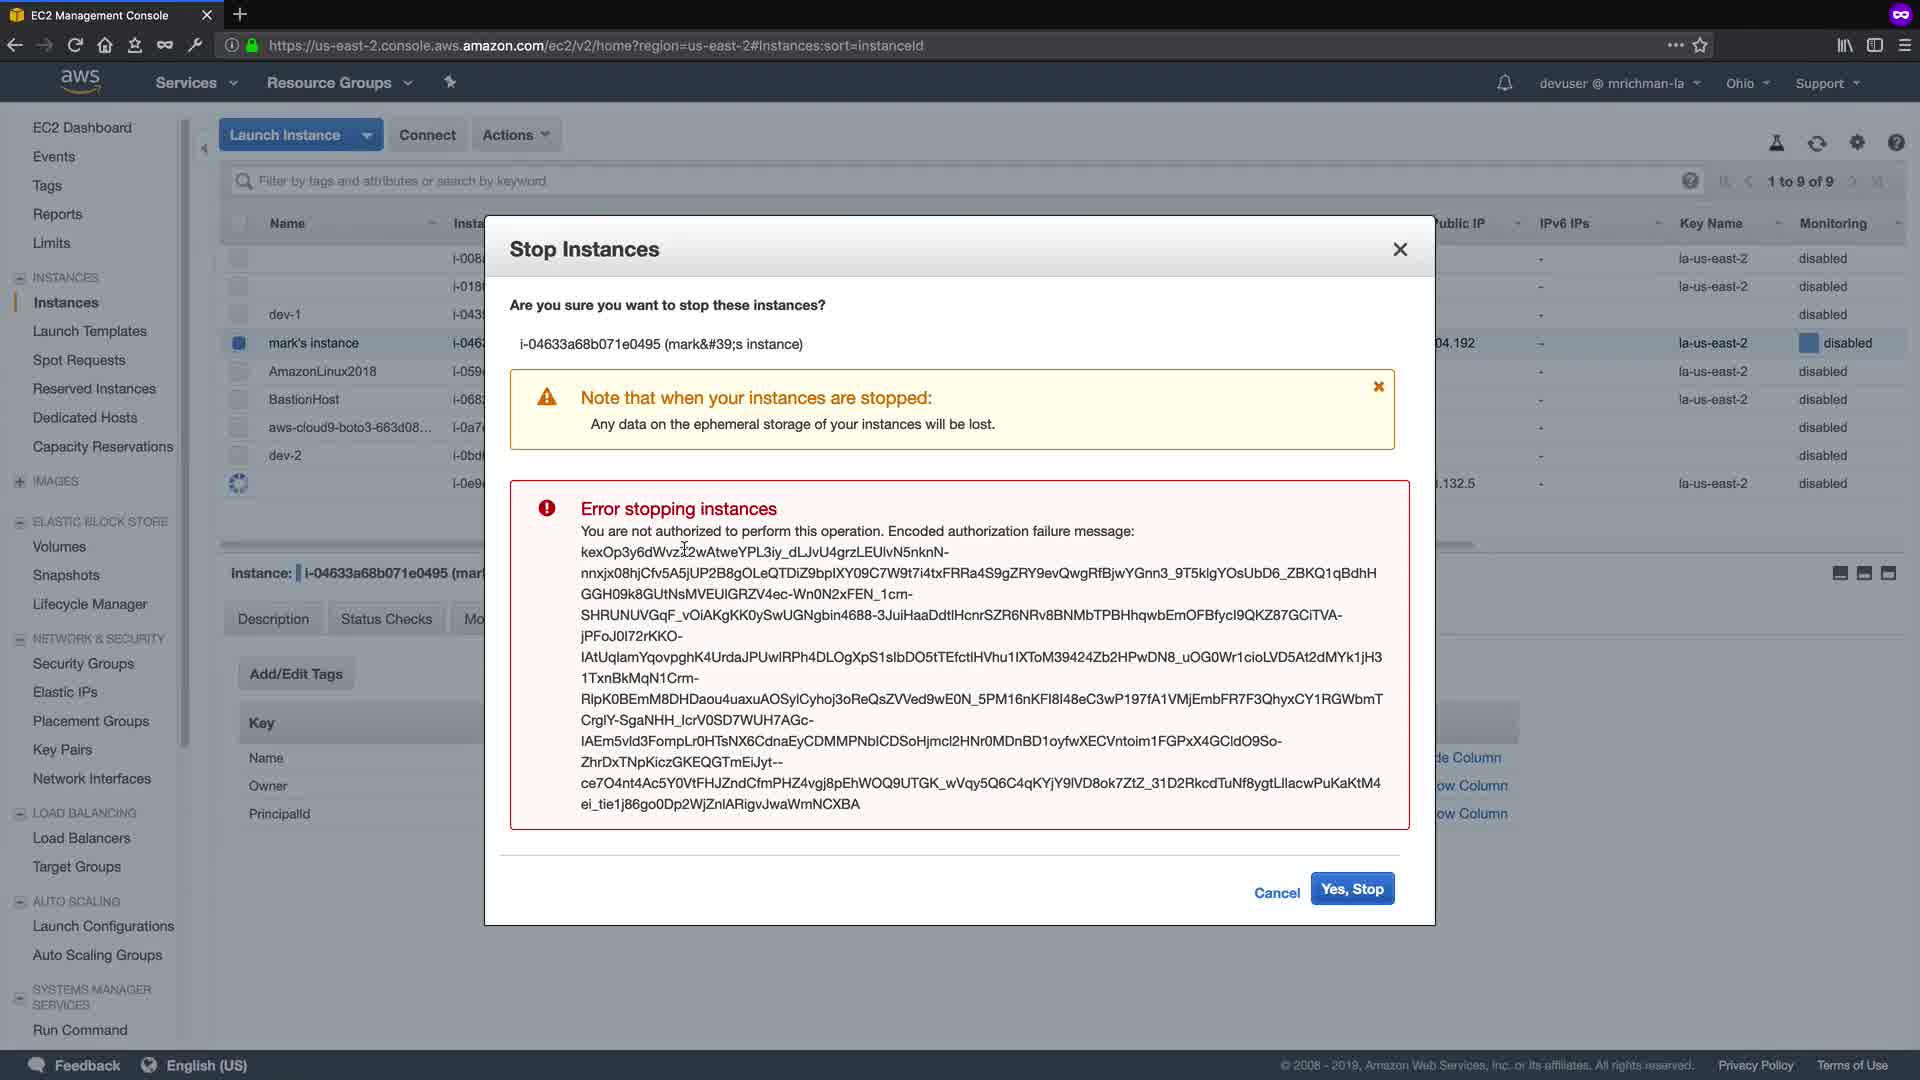 EC2 Management Console
https://us-east-2.console.aws.amazon.com/ec2/v2/home?region=us-east-2#Instances:sort=instanceId
aws
Services
Resource Groups
devuser @ mrichman-la
Ohio
Support
EC2 Dashboard
Events
Tags
Reports
Limits
INSTANCES
Instances
Launch Templates
Spot Requests
Reserved Instances
Dedicated Hosts
Capacity Reservations
IMAGES
ELASTIC BLOCK STORE
Volumes
Snapshots
Lifecycle Manager
NETWORK & SECURITY
Security Groups
Elastic IPs
Placement Groups
Key Pairs
Network Interfaces
LOAD BALANCING
Load Balancers
Target Groups
AUTO SCALING
Launch Configurations
Auto Scaling Groups
SYSTEMS MANAGER
SERVICES
Run Command
Launch Instance
Connect
Actions
Filter by tags and attributes or search by keyword
1 to 9 of 9
Name Insta Public IP IPv6 IPs Key Name Monitoring
i-008 - la-us-east-2 disabled
i-018 - la-us-east-2 disabled
dev-1 i-043 - disabled
mark's instance i-046 04.192 - la-us-east-2 disabled
AmazonLinux2018 i-059 - la-us-east-2 disabled
BastionHost i-068 - la-us-east-2 disabled
aws-cloud9-boto3-663d08... i-0a7 - disabled
dev-2 i-0bd - disabled
i-0e9 .132.5 - la-us-east-2 disabled
Instance: i-04633a68b071e0495 (mar
Description
Status Checks
Mo
Add/Edit Tags
Key
Name
Owner
PrincipalId
de Column
ow Column
ow Column
Stop Instances
Are you sure you want to stop these instances?
i-04633a68b071e0495 (mark&#39;s instance)
Note that when your instances are stopped:
Any data on the ephemeral storage of your instances will be lost.
Error stopping instances
You are not authorized to perform this operation. Encoded authorization failure message:
GGH09k8GUtNsMVEUIGRZV4ec-Wn0N2xFEN_1cm-
jPFoJ0I72rKKO-
1TxnBkMqN1Crm-
CrglY-SgaNHH_IcrV0SD7WUH7AGc-
ZhrDxTNpKiczGKEQGTmEiJyt--
ei_tie1j86go0Dp2WjZnlARigvJwaWmNCXBA
Cancel
Yes, Stop
Feedback
English (US)
© 2008 - 2019, Amazon Web Services, Inc. or its affiliates. All rights reserved.
Privacy Policy
Terms of Use